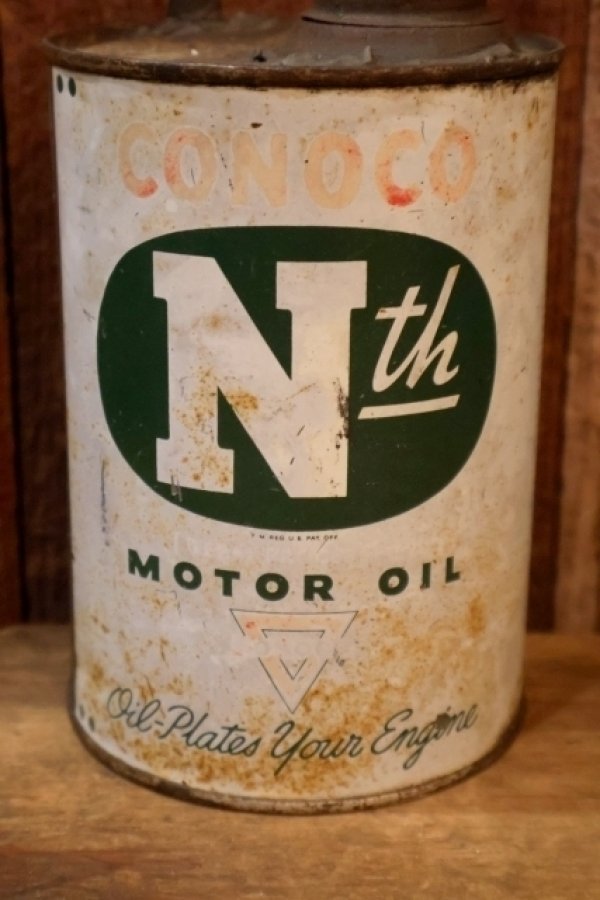 CONOCO
Nth
T M REG U S PAT OFF
MOTOR OIL
Oil-Plates Your Engine